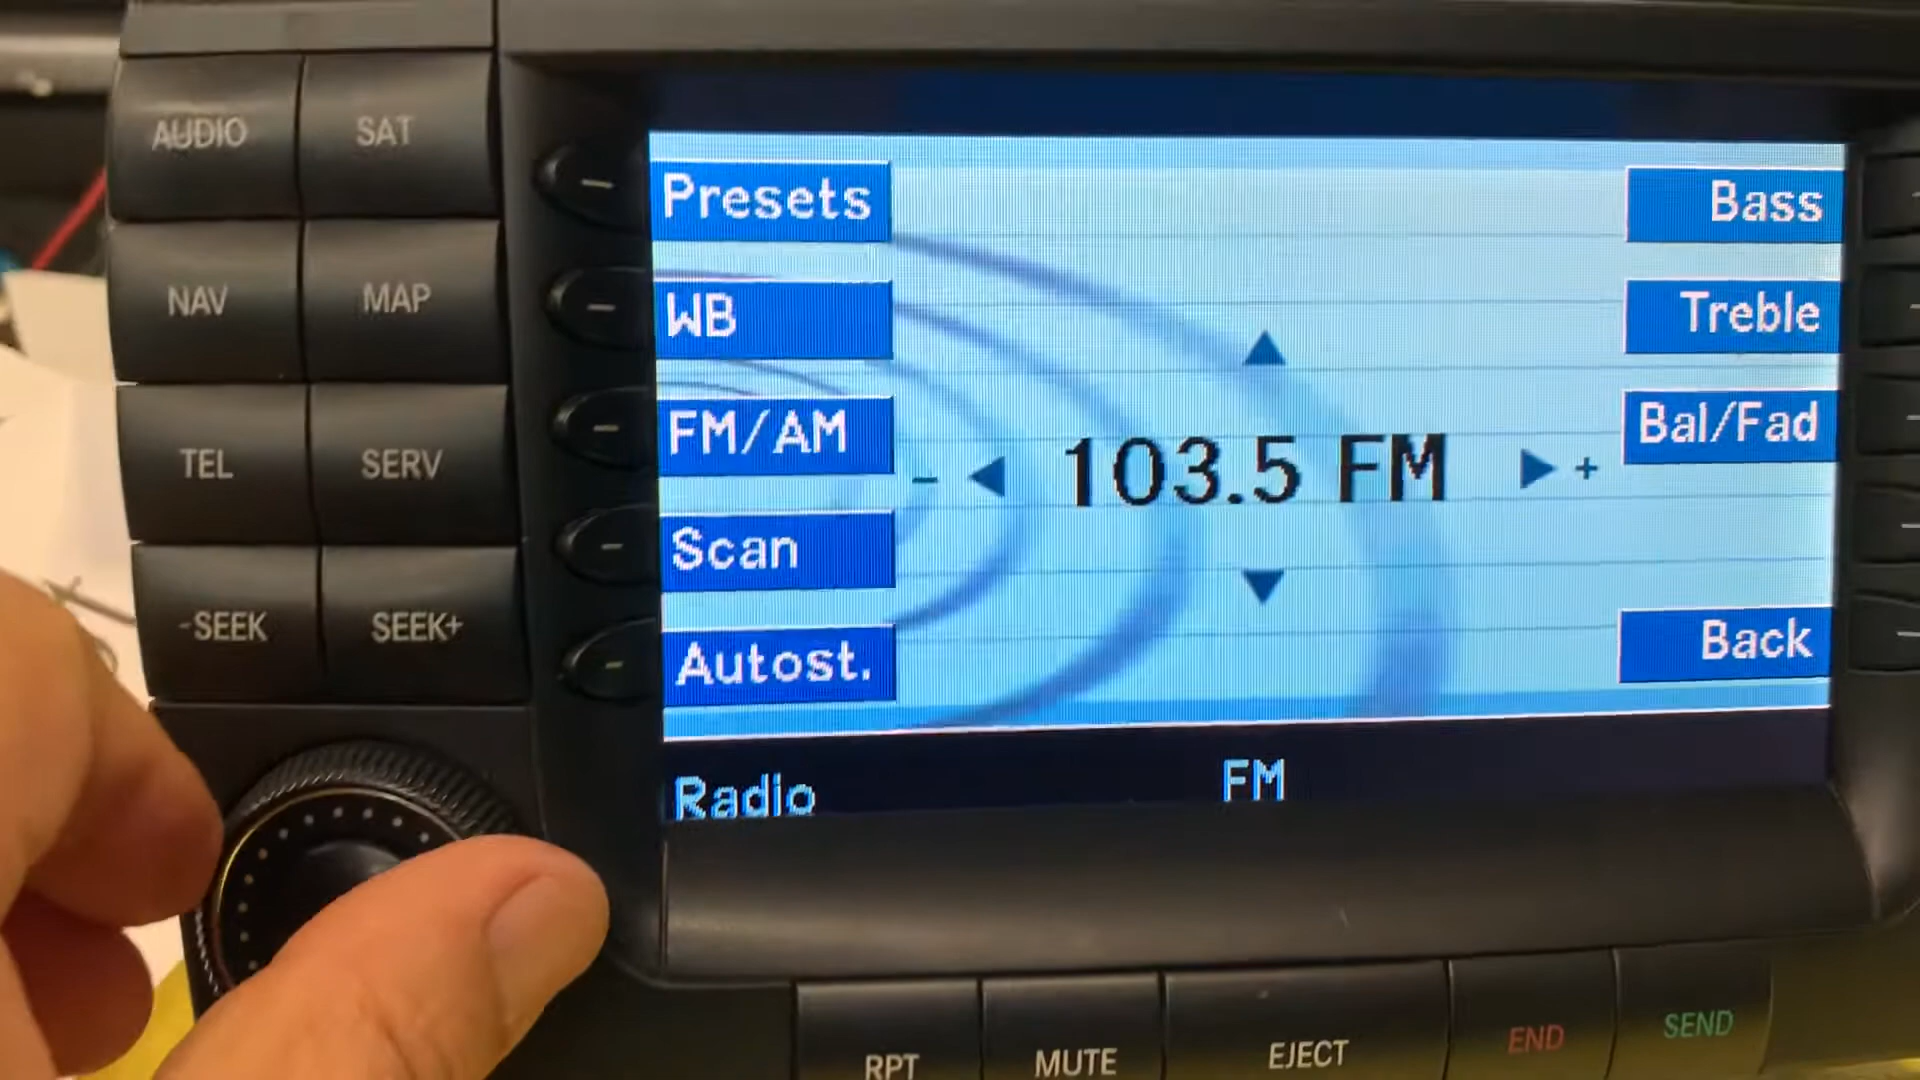 AUDIO SAT
NAV MAP
TEL SERV
-SEEK SEEK+
Presets
WB
FM/AM
Scan
Autost.
- 103.5 FM +
Bass
Treble
Bal/Fad
Back
Radio FM
RPT MUTE EJECT END SEND